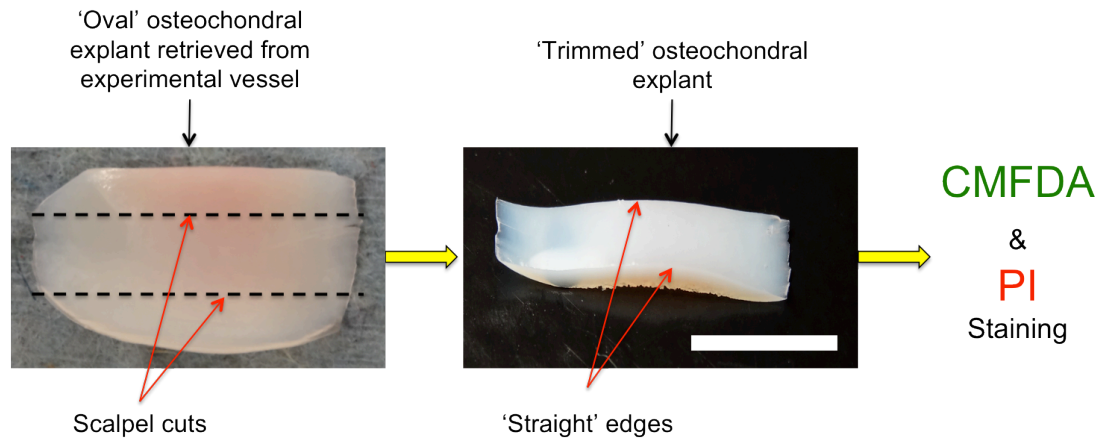 ‘Oval’ osteochondral
explant retrieved from
experimental vessel
‘Trimmed’ osteochondral
explant
CMFDA
&
PI
Staining
Scalpel cuts
‘Straight’ edges